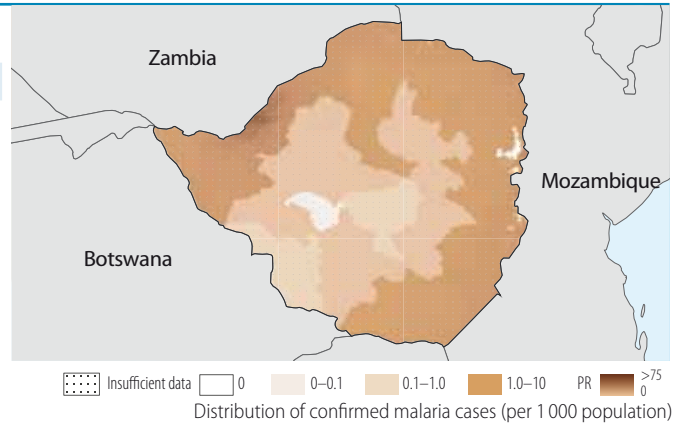 Zambia
Mozambique
Botswana
Insufficient data 0 0–0.1 0.1–1.0 1.0–10 PR >75
0
Distribution of confirmed malaria cases (per 1 000 population)